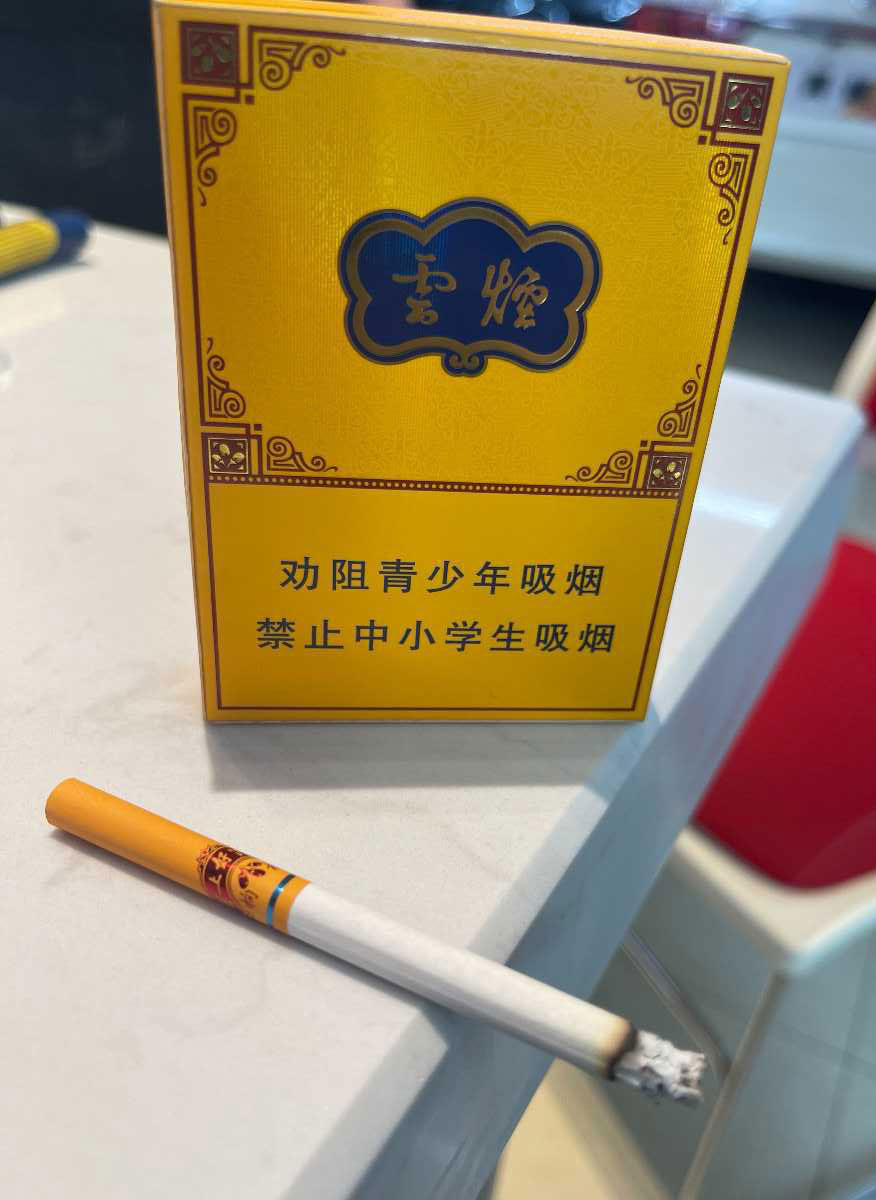 雲煙
劝阻青少年吸烟
禁止中小学生吸烟